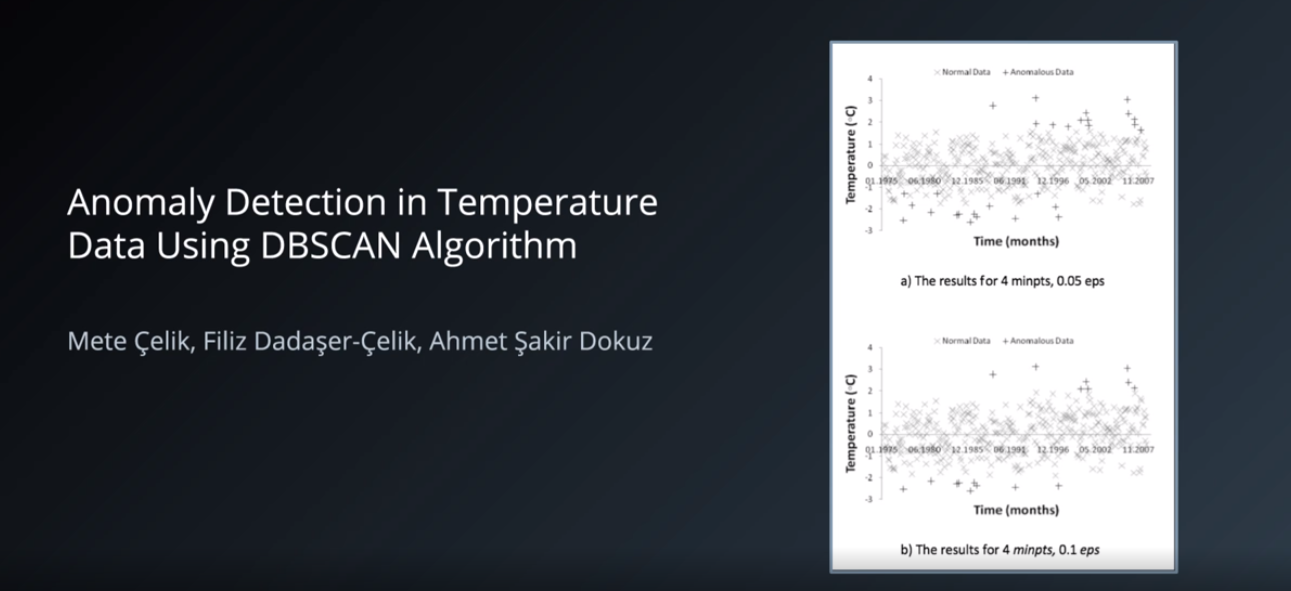 Anomaly Detection in Temperature
Data Using DBSCAN Algorithm
Mete Çelik, Filiz Dadaşer-Çelik, Ahmet Şakir Dokuz
× Normal Data + Anomalous Data
4
3
2
1
0
-1
-2
-3
Temperature (◦C)
01.1975 06.1980 12.1985 06.1991 12.1996 05.2002 11.2007
Time (months)
a) The results for 4 minpts, 0.05 eps
× Normal Data + Anomalous Data
4
3
2
1
0
-1
-2
-3
Temperature (◦C)
01.1975 06.1980 12.1985 06.1991 12.1996 05.2002 11.2007
Time (months)
b) The results for 4 minpts, 0.1 eps